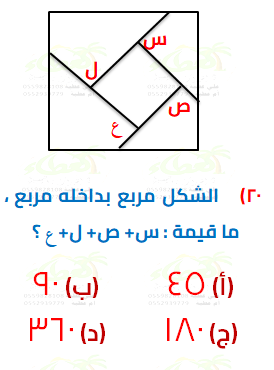 س
ل
ص
ع
٢٠) الشكل مربع بداخله مربع ،
ما قيمة : س+ ص+ ل+ ع ؟
(أ) ٤٥ (ب) ٩٠
(ج) ١٨٠ (د) ٣٦٠